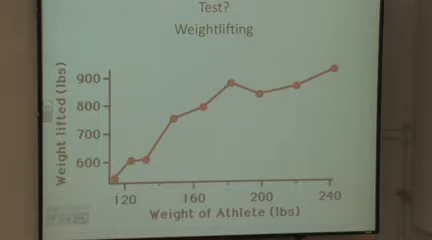 Test?
Weightlifting
Weight lifted (lbs)
900
800
700
600
120
160
200
240
Weight of Athlete (lbs)